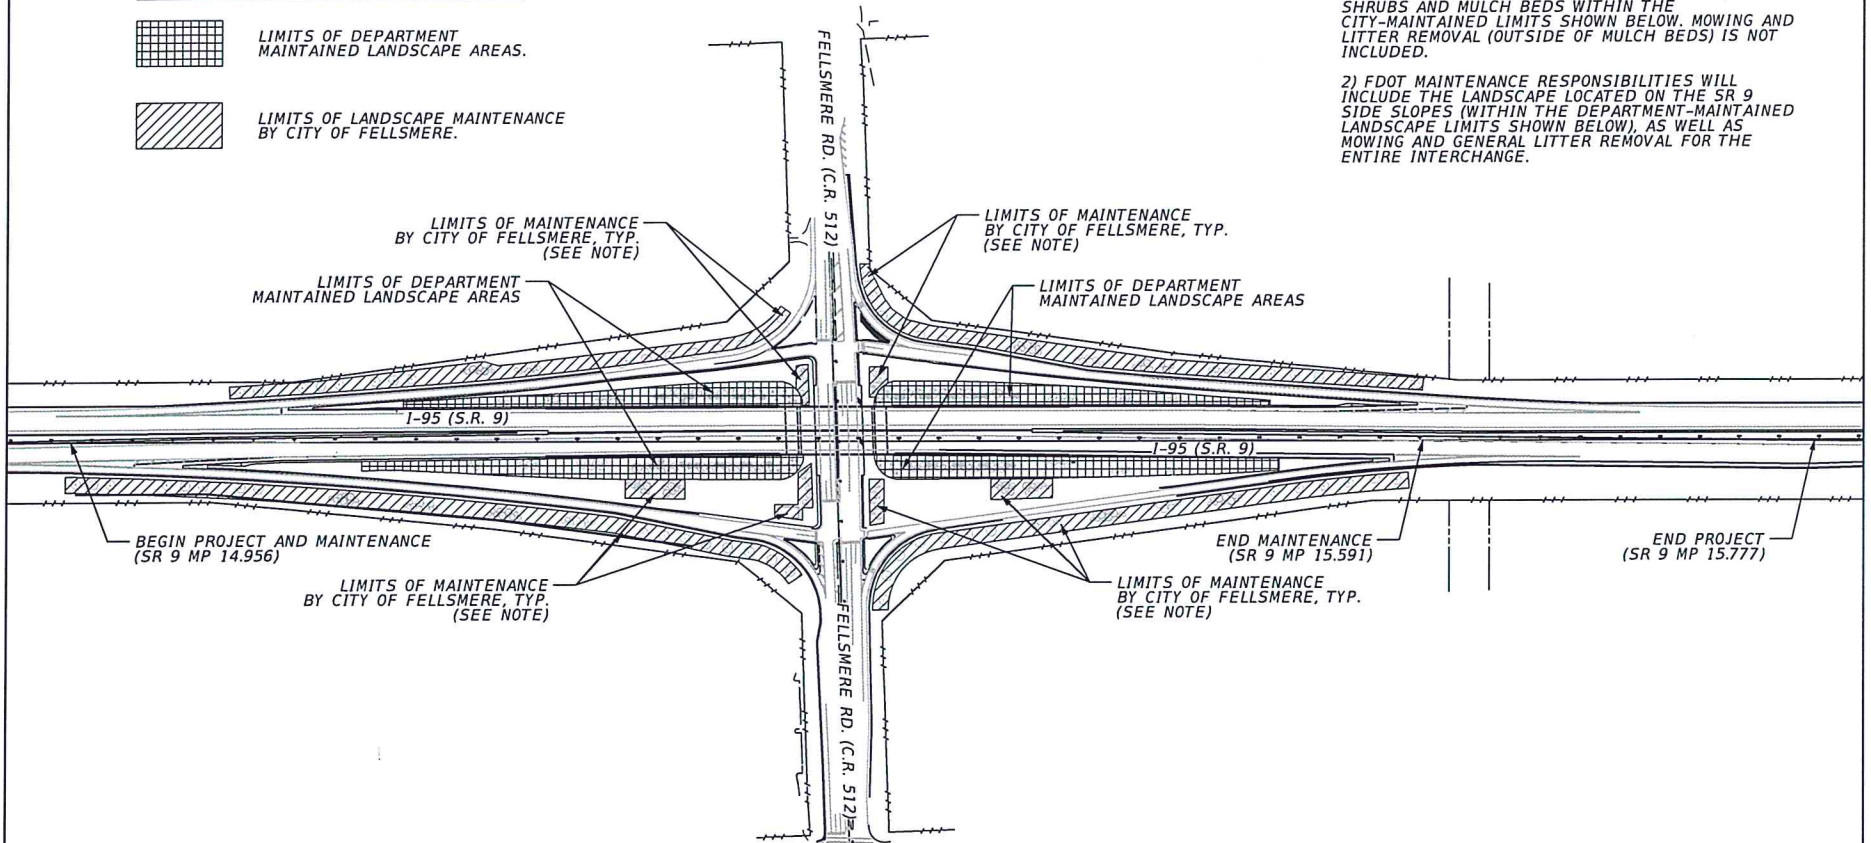 LIMITS OF DEPARTMENT
MAINTAINED LANDSCAPE AREAS.
LIMITS OF LANDSCAPE MAINTENANCE
BY CITY OF FELLSMERE.
SHRUBS AND MULCH BEDS WITHIN THE
CITY-MAINTAINED LIMITS SHOWN BELOW. MOWING AND
LITTER REMOVAL (OUTSIDE OF MULCH BEDS) IS NOT
INCLUDED.
2) FDOT MAINTENANCE RESPONSIBILITIES WILL
INCLUDE THE LANDSCAPE LOCATED ON THE SR 9
SIDE SLOPES (WITHIN THE DEPARTMENT-MAINTAINED
LANDSCAPE LIMITS SHOWN BELOW), AS WELL AS
MOWING AND GENERAL LITTER REMOVAL FOR THE
ENTIRE INTERCHANGE.
FELLSMERE RD. (C.R. 512)
LIMITS OF MAINTENANCE
BY CITY OF FELLSMERE, TYP.
(SEE NOTE)
LIMITS OF DEPARTMENT
MAINTAINED LANDSCAPE AREAS
LIMITS OF MAINTENANCE
BY CITY OF FELLSMERE, TYP.
(SEE NOTE)
LIMITS OF DEPARTMENT
MAINTAINED LANDSCAPE AREAS
I-95 (S.R. 9)
I-95 (S.R. 9)
BEGIN PROJECT AND MAINTENANCE
(SR 9 MP 14.956)
LIMITS OF MAINTENANCE
BY CITY OF FELLSMERE, TYP.
(SEE NOTE)
END MAINTENANCE
(SR 9 MP 15.591)
LIMITS OF MAINTENANCE
BY CITY OF FELLSMERE, TYP.
(SEE NOTE)
END PROJECT
(SR 9 MP 15.777)
FELLSMERE RD. (C.R. 512)